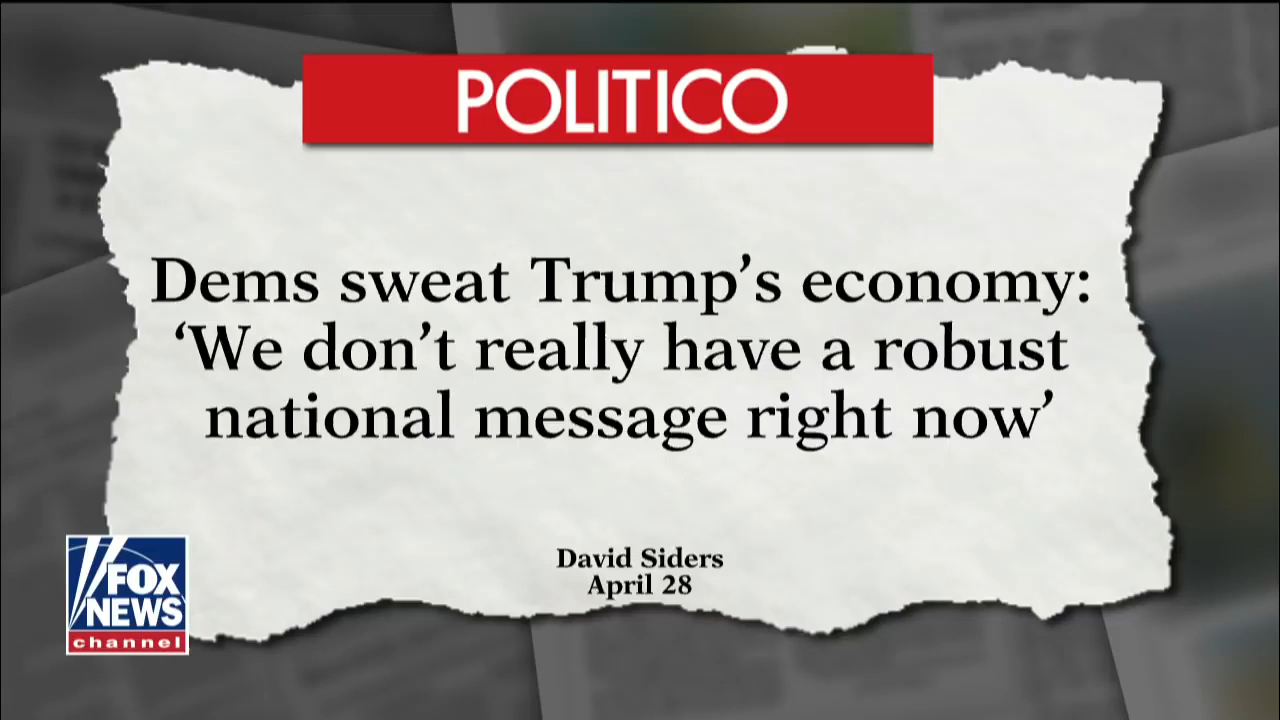 POLITICO
Dems sweat Trump’s economy:
‘We don’t really have a robust
national message right now’
David Siders
April 28
FOX
NEWS
channel